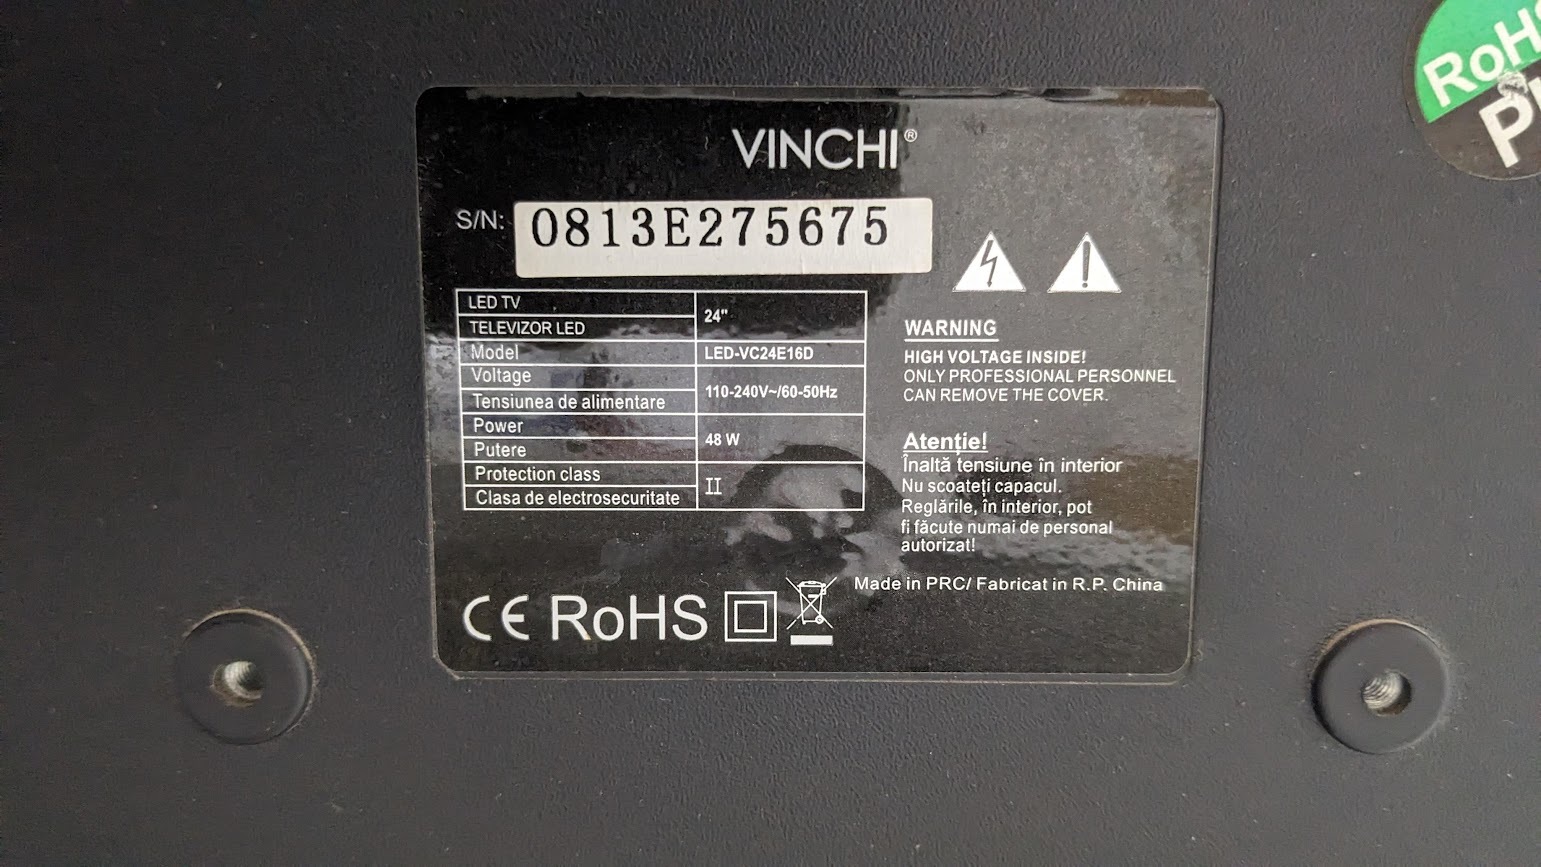 VINCHI®
S/N: 0813E275675
LED TV
TELEVIZOR LED
24"
Model LED-VC24E16D
Voltage
Tensiunea de alimentare
110-240V~/60-50Hz
Power
Putere
48 W
Protection class
Clasa de electrosecuritate
II
WARNING
HIGH VOLTAGE INSIDE!
ONLY PROFESSIONAL PERSONNEL
CAN REMOVE THE COVER.
Atenție!
Înaltă tensiune în interior
Nu scoateți capacul.
Reglările, în interior, pot
fi făcute numai de personal
autorizat!
Made in PRC/ Fabricat in R.P. China
CE RoHS
RoHS